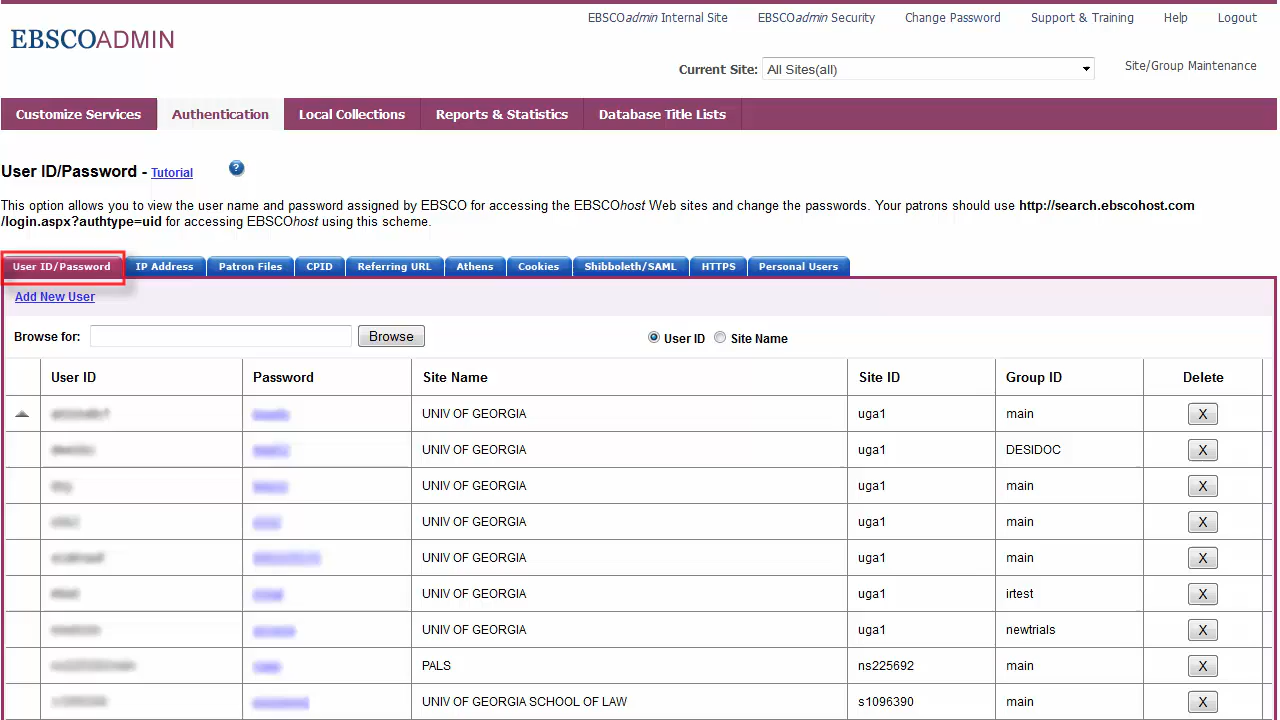 EBSCOadmin Internal Site EBSCOadmin Security Change Password Support & Training Help Logout
EBSCOADMIN
Current Site: All Sites(all) Site/Group Maintenance
Customize Services Authentication Local Collections Reports & Statistics Database Title Lists
User ID/Password - Tutorial ?
This option allows you to view the user name and password assigned by EBSCO for accessing the EBSCOhost Web sites and change the passwords. Your patrons should use http://search.ebscohost.com
/login.aspx?authtype=uid for accessing EBSCOhost using this scheme.
User ID/Password IP Address Patron Files CPID Referring URL Athens Cookies Shibboleth/SAML HTTPS Personal Users
Add New User
Browse for: Browse User ID Site Name
User ID Password Site Name Site ID Group ID Delete
UNIV OF GEORGIA uga1 main X
UNIV OF GEORGIA uga1 DESIDOC X
UNIV OF GEORGIA uga1 main X
UNIV OF GEORGIA uga1 main X
UNIV OF GEORGIA uga1 main X
UNIV OF GEORGIA uga1 irtest X
UNIV OF GEORGIA uga1 newtrials X
PALS ns225692 main X
UNIV OF GEORGIA SCHOOL OF LAW s1096390 main X